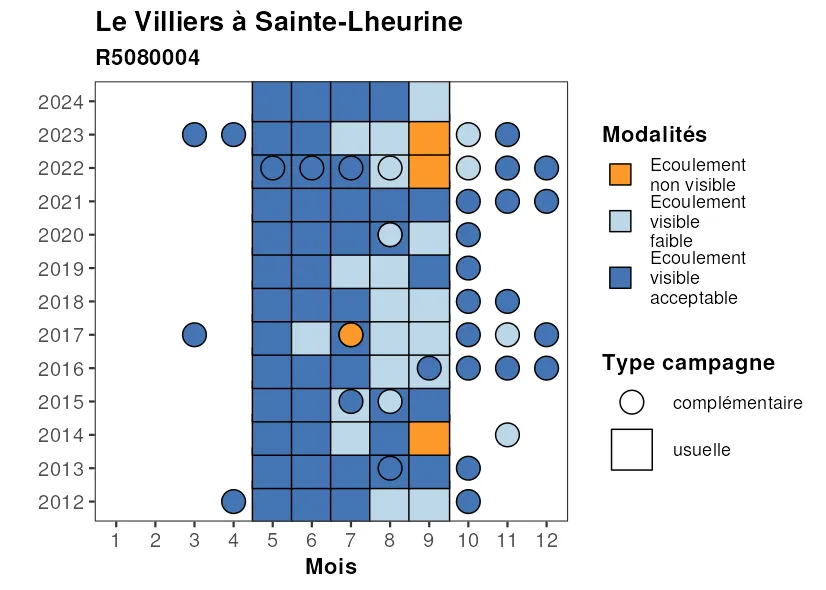 Le Villiers à Sainte-Lheurine
R5080004
2024
2023
2022
2021
2020
2019
2018
2017
2016
2015
2014
2013
2012
1 2 3 4 5 6 7 8 9 10 11 12
Mois
Modalités
Ecoulement
non visible
Ecoulement
visible
faible
Ecoulement
visible
acceptable
Type campagne
complémentaire
usuelle